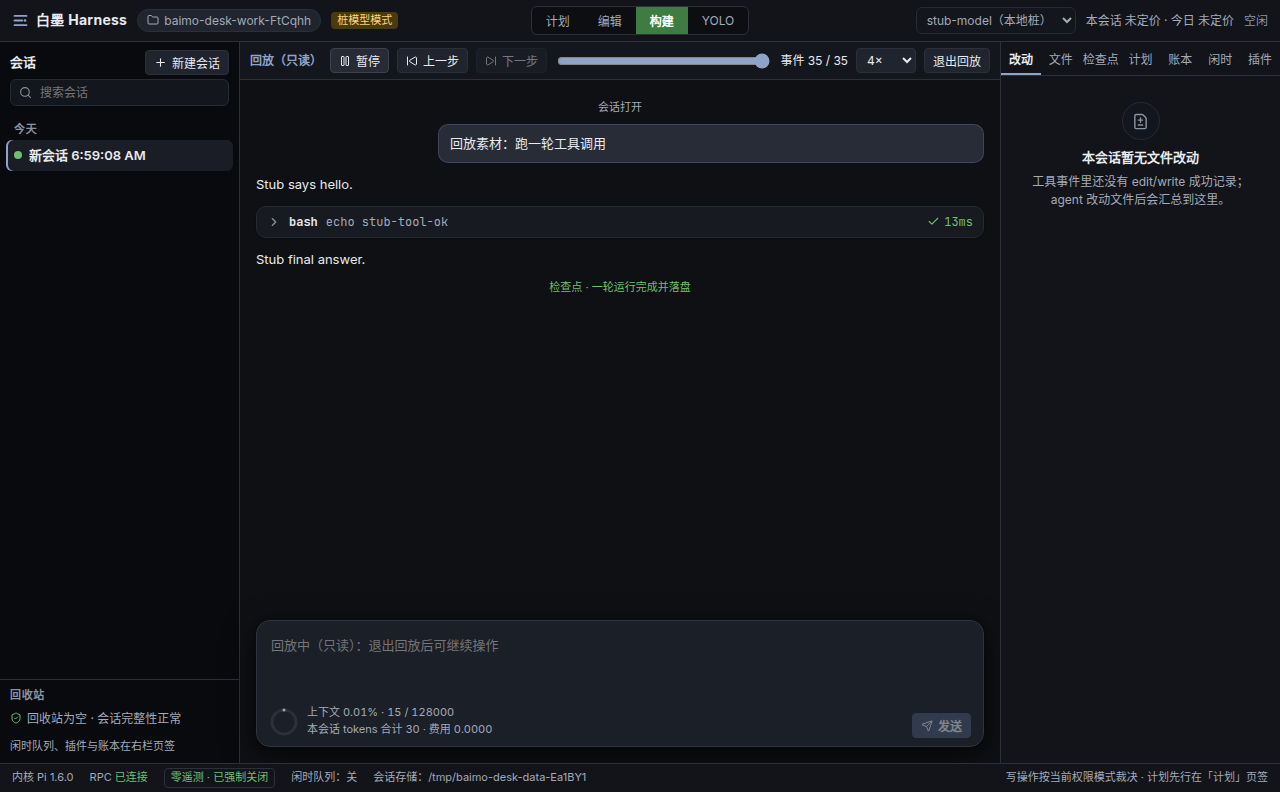 白墨 Harness
baimo-desk-work-FtCqhh
桩模型模式
计划
编辑
构建
YOLO
stub-model（本地桩）
本会话 未定价 · 今日 未定价
空闲
会话
新建会话
搜索会话
今天
新会话 6:59:08 AM
回放（只读）
暂停
上一步
下一步
事件 35 / 35
4×
退出回放
会话打开
回放素材：跑一轮工具调用
Stub says hello.
bash echo stub-tool-ok
13ms
Stub final answer.
检查点 · 一轮运行完成并落盘
回放中（只读）：退出回放后可继续操作
上下文 0.01% · 15 / 128000
本会话 tokens 合计 30 · 费用 0.0000
发送
改动
文件
检查点
计划
账本
闲时
插件
本会话暂无文件改动
工具事件里还没有 edit/write 成功记录；
agent 改动文件后会汇总到这里。
回收站
回收站为空 · 会话完整性正常
闲时队列、插件与账本在右栏页签
内核 Pi 1.6.0
RPC 已连接
零遥测 · 已强制关闭
闲时队列：关
会话存储：/tmp/baimo-desk-data-Ea1BY1
写操作按当前权限模式裁决 · 计划先行在「计划」页签